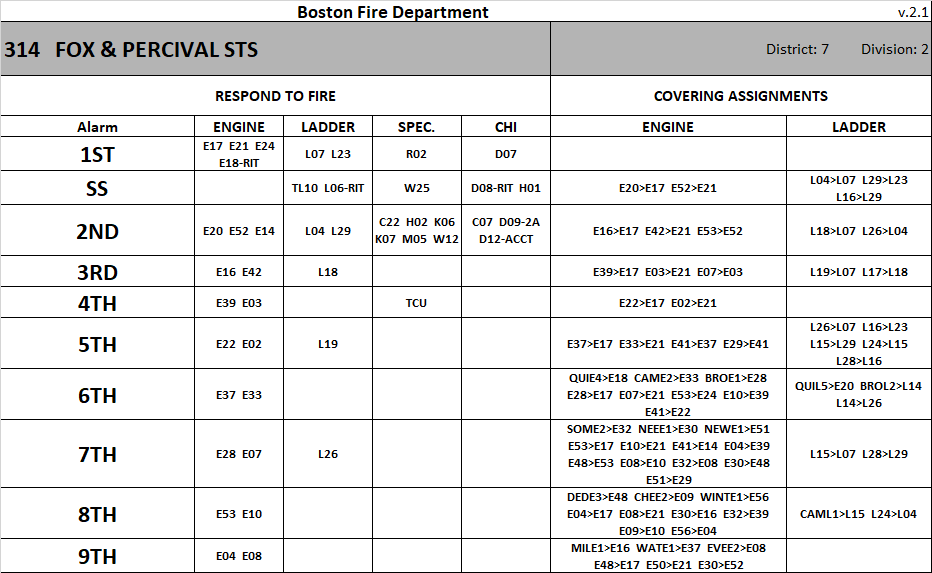 Boston Fire Department v.2.1
314 FOX & PERCIVAL STS District: 7 Division: 2
RESPOND TO FIRE COVERING ASSIGNMENTS
Alarm ENGINE LADDER SPEC. CHI ENGINE LADDER
1ST
E17 E21 E24
E18-RIT
L07 L23
R02
D07
SS
TL10 L06-RIT
W25
D08-RIT H01
E20>E17 E52>E21
L04>L07 L29>L23
L16>L29
2ND
E20 E52 E14
L04 L29
C22 H02 K06
K07 M05 W12
C07 D09-2A
D12-ACCT
E16>E17 E42>E21 E53>E52
L18>L07 L26>L04
3RD
E16 E42
L18
E39>E17 E03>E21 E07>E03
L19>L07 L17>L18
4TH
E39 E03
TCU
E22>E17 E02>E21
5TH
E22 E02
L19
E37>E17 E33>E21 E41>E37 E29>E41
L26>L07 L16>L23
L15>L29 L24>L15
L28>L16
6TH
E37 E33
QUIE4>E18 CAME2>E33 BROE1>E28
E28>E17 E07>E21 E53>E24 E10>E39
E41>E22
QUIL5>E20 BROL2>L14
L14>L26
7TH
E28 E07
L26
SOME2>E32 NEEE1>E30 NEWE1>E51
E53>E17 E10>E21 E41>E14 E04>E39
E48>E53 E08>E10 E32>E08 E30>E48
E51>E29
L15>L07 L28>L29
8TH
E53 E10
DEDE3>E48 CHEE2>E09 WINTE1>E56
E04>E17 E08>E21 E30>E16 E32>E39
E09>E10 E56>E04
CAML1>L15 L24>L04
9TH
E04 E08
MILE1>E16 WATE1>E37 EVEE2>E08
E48>E17 E50>E21 E30>E52